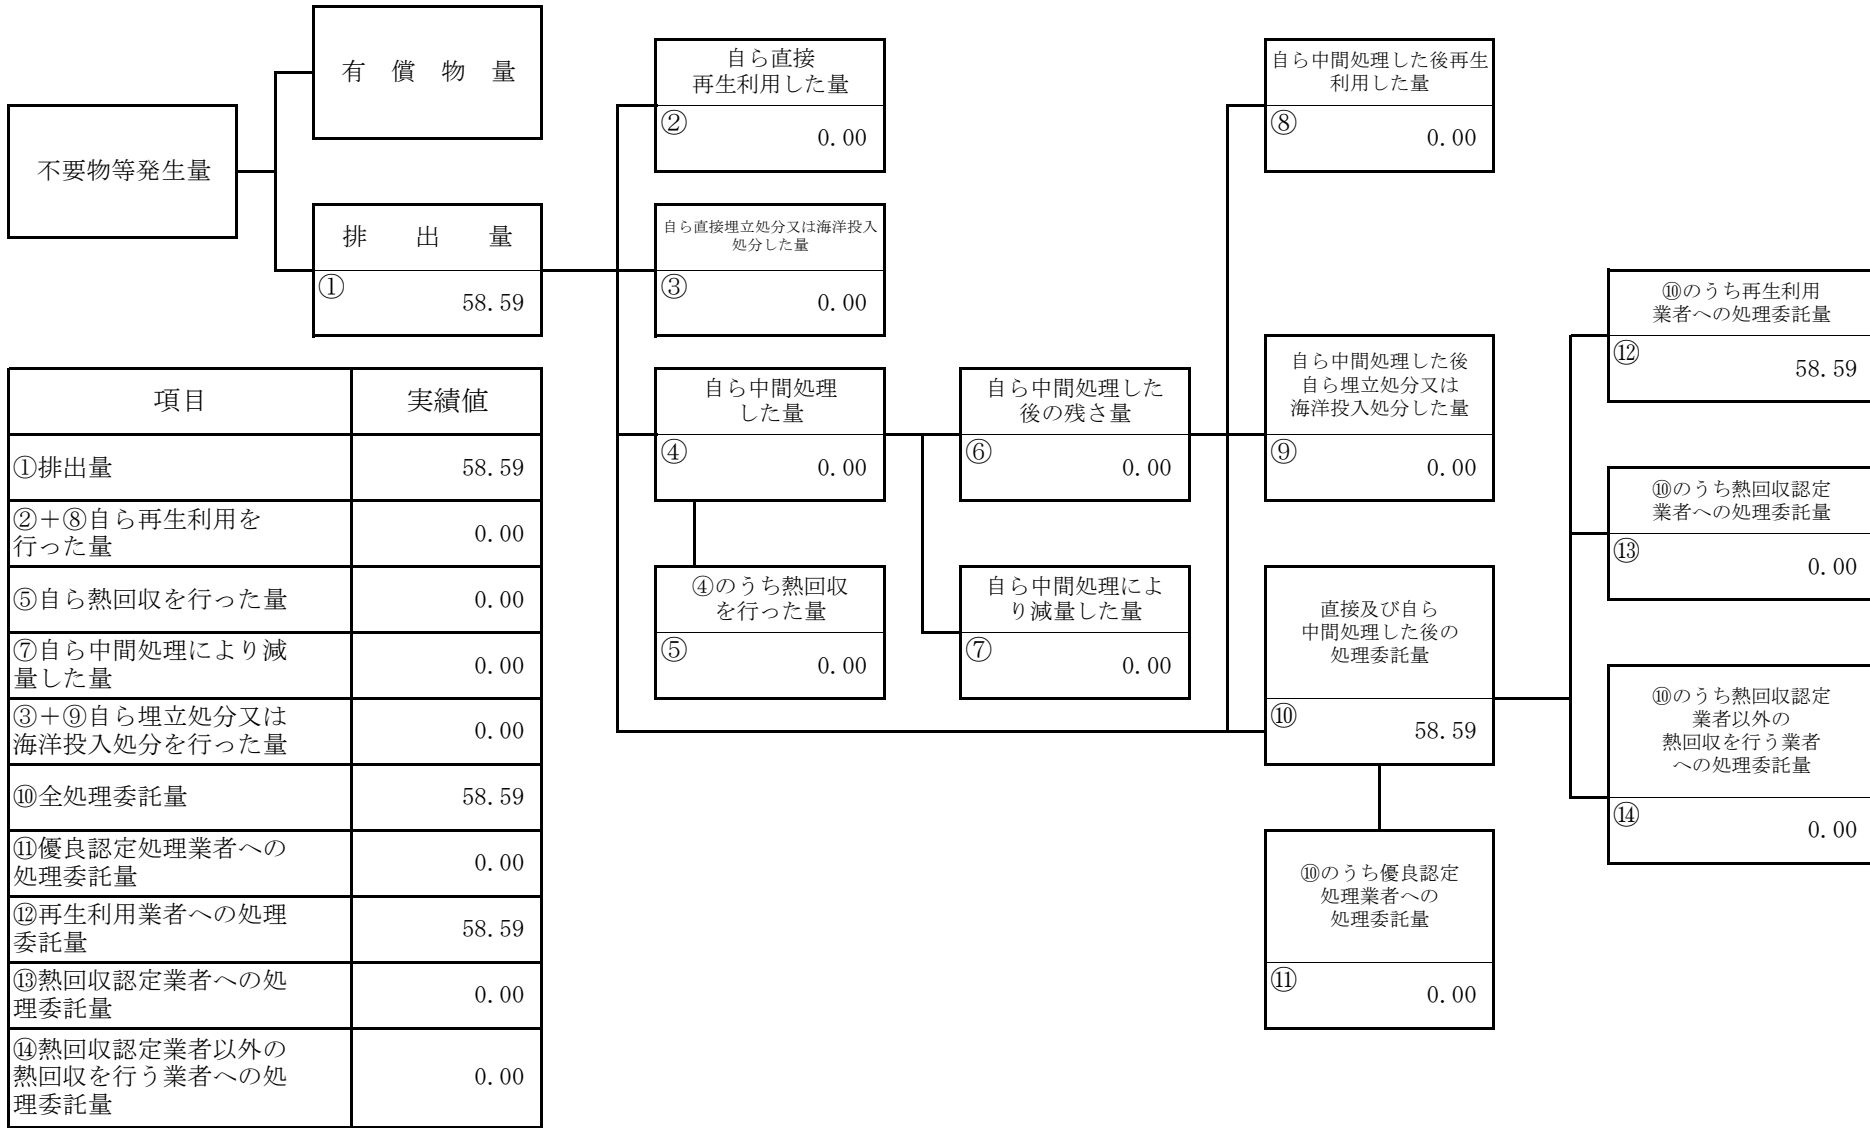 不要物等発生量
有償物量
排出量
①
58.59
自ら直接
再生利用した量
②
0.00
自ら直接埋立処分又は海洋投入
処分した量
③
0.00
自ら中間処理
した量
④
0.00
④のうち熱回収
を行った量
⑤
0.00
自ら中間処理した
後の残さ量
⑥
0.00
自ら中間処理によ
り減量した量
⑦
0.00
自ら中間処理した後再生
利用した量
⑧
0.00
自ら中間処理した後
自ら埋立処分又は
海洋投入処分した量
⑨
0.00
直接及び自ら
中間処理した後の
処理委託量
⑩
58.59
⑩のうち優良認定
処理業者への
処理委託量
⑪
0.00
⑩のうち再生利用
業者への処理委託量
⑫
58.59
⑩のうち熱回収認定
業者への処理委託量
⑬
0.00
⑩のうち熱回収認定
業者以外の
熱回収を行う業者
への処理委託量
⑭
0.00
項目 実績値
①排出量 58.59
②＋⑧自ら再生利用を
行った量 0.00
⑤自ら熱回収を行った量 0.00
⑦自ら中間処理により減
量した量 0.00
③＋⑨自ら埋立処分又は
海洋投入処分を行った量 0.00
⑩全処理委託量 58.59
⑪優良認定処理業者への
処理委託量 0.00
⑫再生利用業者への処理
委託量 58.59
⑬熱回収認定業者への処
理委託量 0.00
⑭熱回収認定業者以外の
熱回収を行う業者への処
理委託量 0.00